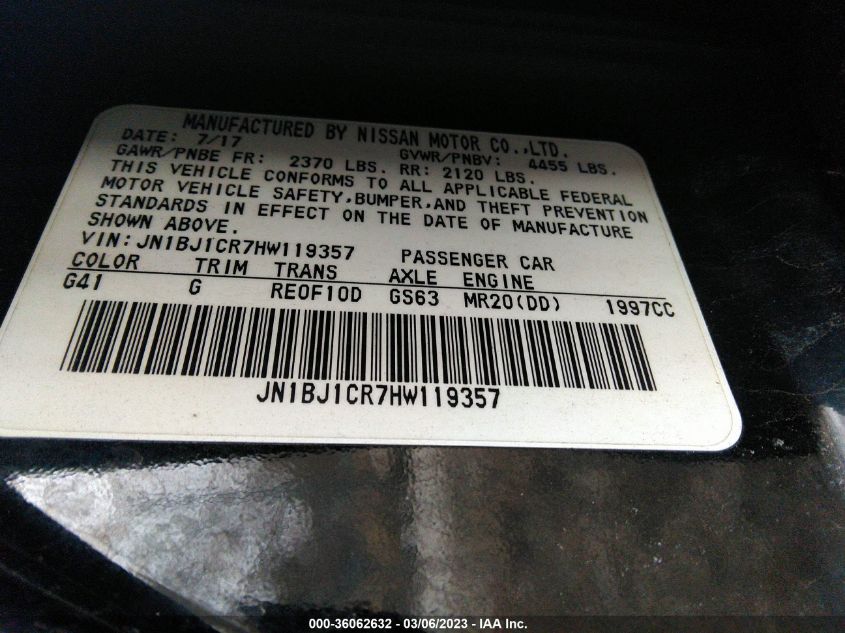 MANUFACTURED BY NISSAN MOTOR CO.,LTD.
DATE: 7/17 GVWR/PNBV: 4455 LBS.
GAWR/PNBE FR: 2370 LBS. RR: 2120 LBS.
THIS VEHICLE CONFORMS TO ALL APPLICABLE FEDERAL
MOTOR VEHICLE SAFETY,BUMPER,AND THEFT PREVENTION
STANDARDS IN EFFECT ON THE DATE OF MANUFACTURE
SHOWN ABOVE.
VIN:JN1BJ1CR7HW119357 PASSENGER CAR
COLOR TRIM TRANS AXLE ENGINE
G41 G RE0F10D GS63 MR20(DD) 1997CC
JN1BJ1CR7HW119357
000-36062632 - 03/06/2023 - IAA Inc.